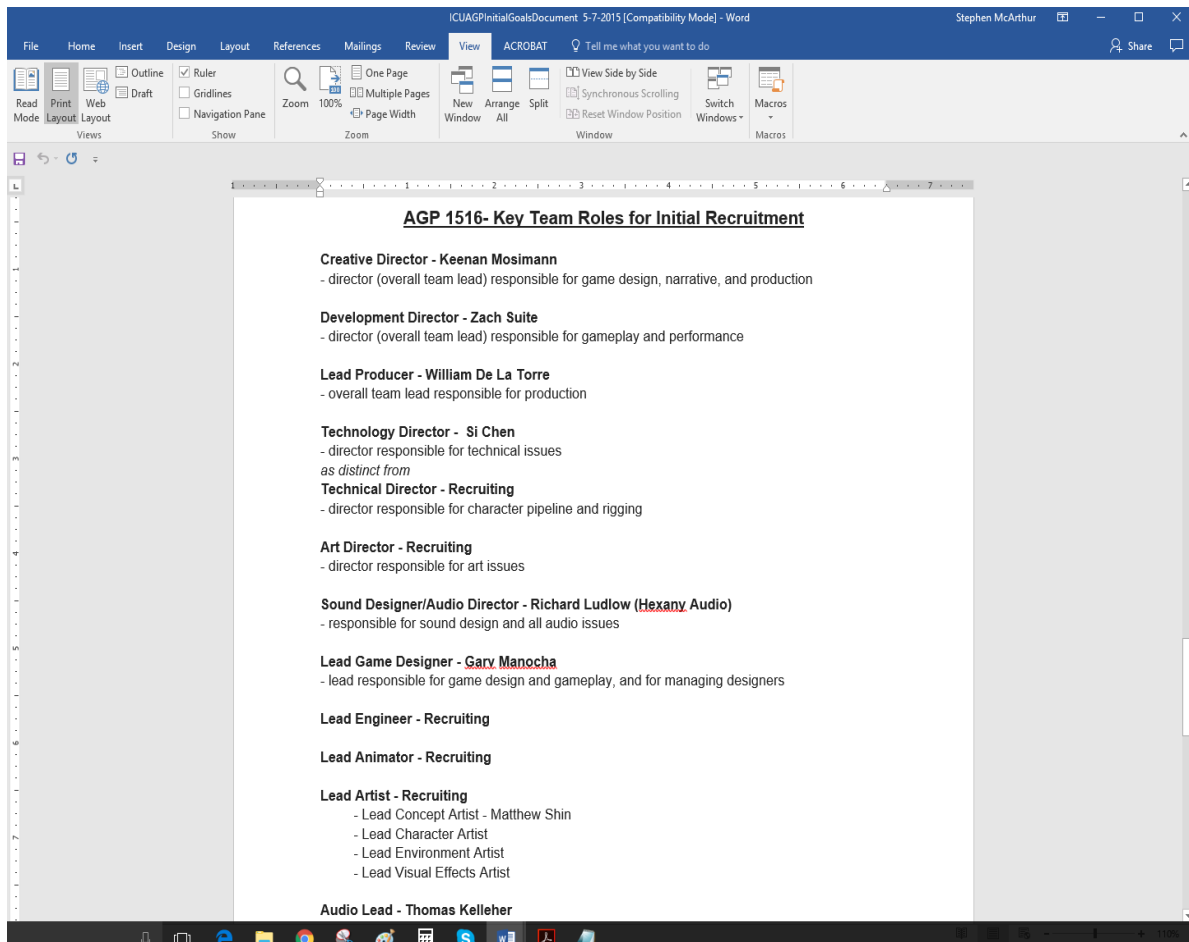 ICUAGPInitialGoalsDocument 5-7-2015 [Compatibility Mode] - Word
Stephen McArthur
File Home Insert Design Layout References Mailings Review View ACROBAT Tell me what you want to do Share
Read Mode
Print Layout
Web Layout
Outline
Draft
Views
Ruler
Gridlines
Navigation Pane
Show
Zoom
100%
One Page
Multiple Pages
Page Width
Zoom
New Window
Arrange All
Split
View Side by Side
Synchronous Scrolling
Reset Window Position
Window
Switch Windows
Macros
Macros
1 1 2 3 4 5 6 7
AGP 1516- Key Team Roles for Initial Recruitment
Creative Director - Keenan Mosimann
- director (overall team lead) responsible for game design, narrative, and production
Development Director - Zach Suite
- director (overall team lead) responsible for gameplay and performance
Lead Producer - William De La Torre
- overall team lead responsible for production
Technology Director - Si Chen
- director responsible for technical issues
as distinct from
Technical Director - Recruiting
- director responsible for character pipeline and rigging
Art Director - Recruiting
- director responsible for art issues
Sound Designer/Audio Director - Richard Ludlow (Hexany Audio)
- responsible for sound design and all audio issues
Lead Game Designer - Garv Manocha
- lead responsible for game design and gameplay, and for managing designers
Lead Engineer - Recruiting
Lead Animator - Recruiting
Lead Artist - Recruiting
- Lead Concept Artist - Matthew Shin
- Lead Character Artist
- Lead Environment Artist
- Lead Visual Effects Artist
Audio Lead - Thomas Kelleher
110%